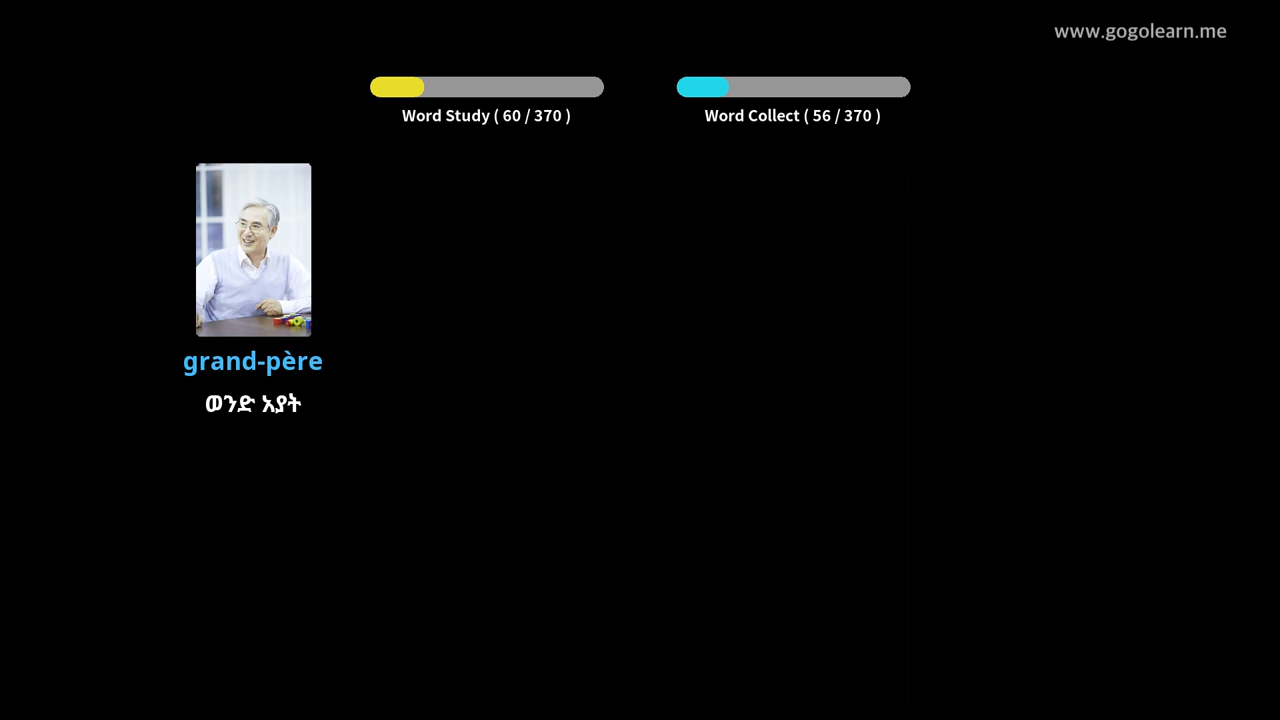 www.gogolearn.me
Word Study ( 60 / 370 )
Word Collect ( 56 / 370 )
grand-père
ወንድ አያት